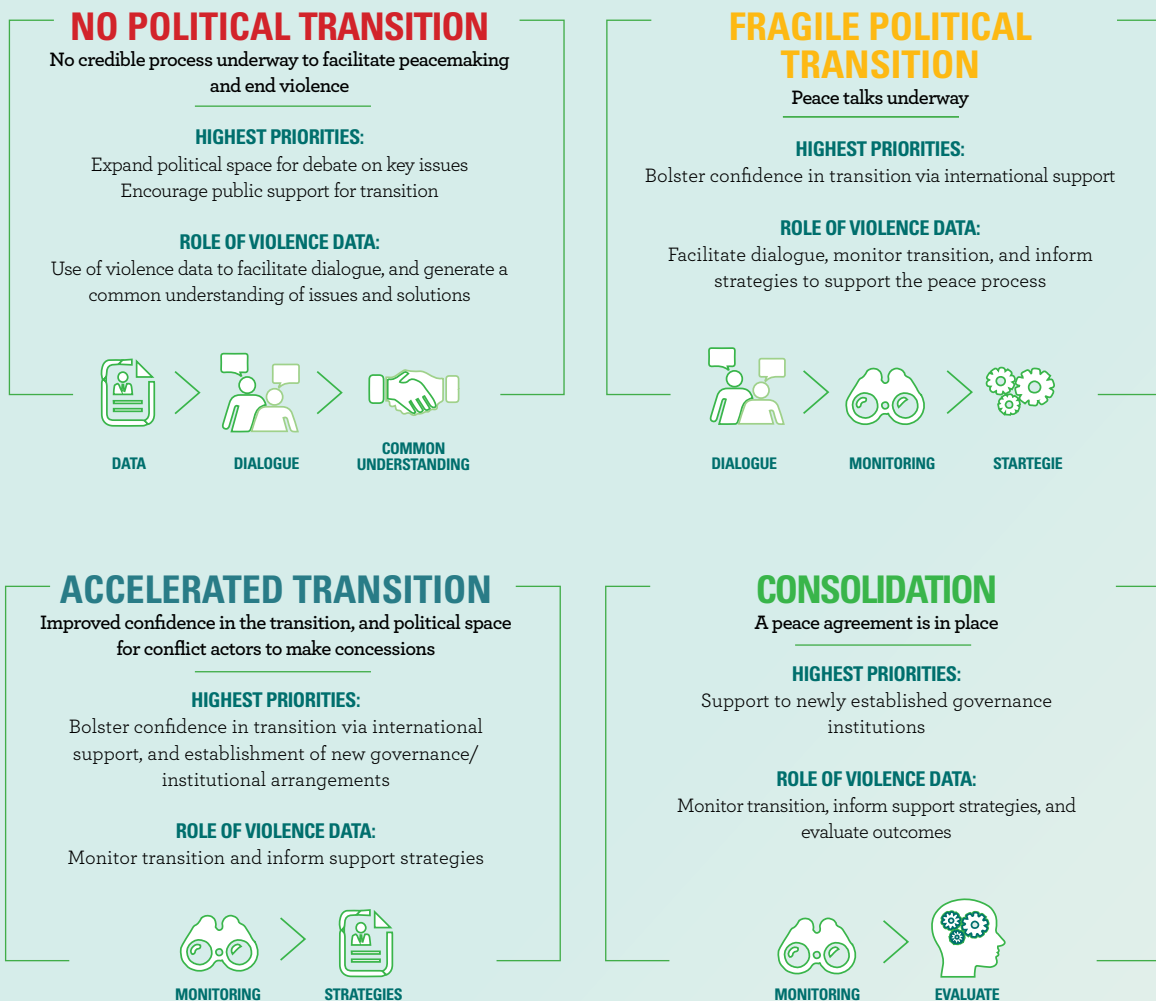 NO POLITICAL TRANSITION
No credible process underway to facilitate peacemaking
and end violence
HIGHEST PRIORITIES:
Expand political space for debate on key issues
Encourage public support for transition
ROLE OF VIOLENCE DATA:
Use of violence data to facilitate dialogue, and generate a
common understanding of issues and solutions
DATA
DIALOGUE
COMMON
UNDERSTANDING
FRAGILE POLITICAL
TRANSITION
Peace talks underway
HIGHEST PRIORITIES:
Bolster confidence in transition via international support
ROLE OF VIOLENCE DATA:
Facilitate dialogue, monitor transition, and inform
strategies to support the peace process
DIALOGUE
MONITORING
STARTEGIE
ACCELERATED TRANSITION
Improved confidence in the transition, and political space
for conflict actors to make concessions
HIGHEST PRIORITIES:
Bolster confidence in transition via international
support, and establishment of new governance/
institutional arrangements
ROLE OF VIOLENCE DATA:
Monitor transition and inform support strategies
MONITORING
STRATEGIES
CONSOLIDATION
A peace agreement is in place
HIGHEST PRIORITIES:
Support to newly established governance
institutions
ROLE OF VIOLENCE DATA:
Monitor transition, inform support strategies, and
evaluate outcomes
MONITORING
EVALUATE